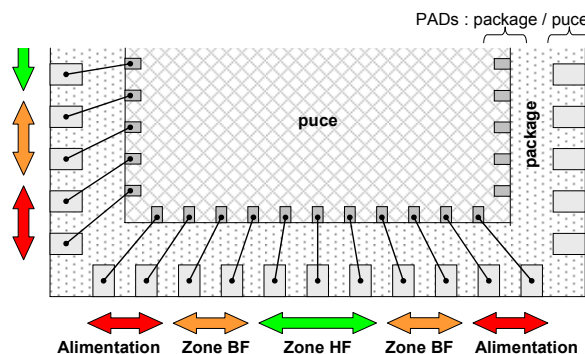 PADs : package / puce
puce
package
Alimentation Zone BF Zone HF Zone BF Alimentation